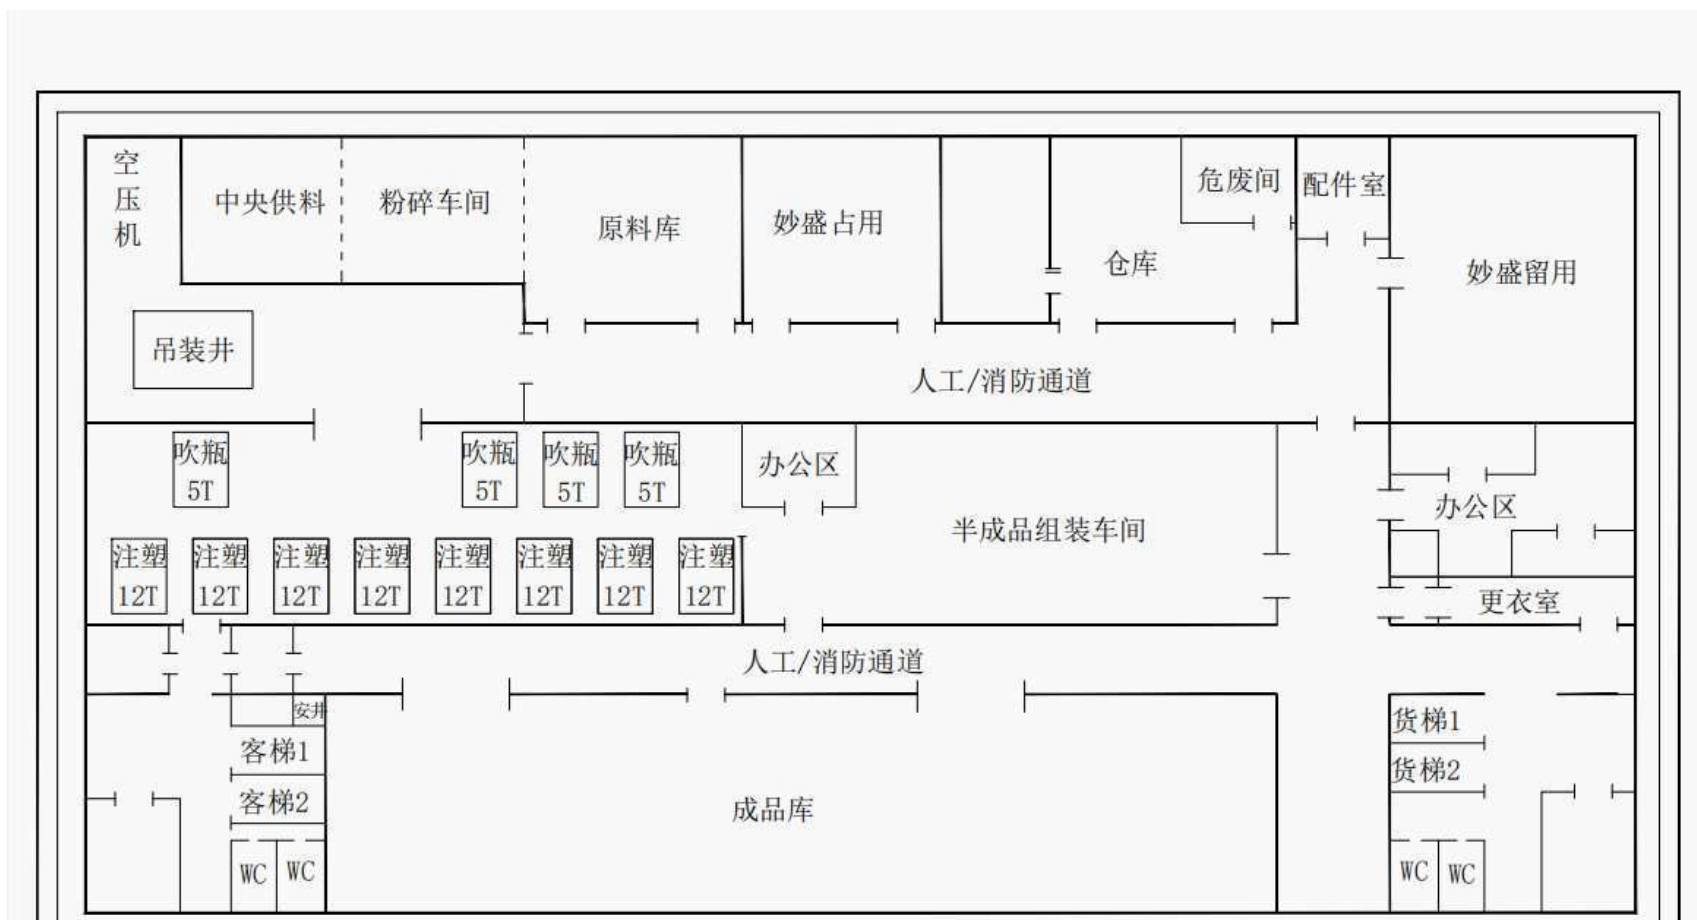 空
压
机
中央供料
粉碎车间
原料库
妙盛占用
仓库
危废间
配件室
妙盛留用
吊装井
人工/消防通道
吹瓶
5T
吹瓶
5T
吹瓶
5T
吹瓶
5T
办公区
半成品组装车间
办公区
注塑
12T
注塑
12T
注塑
12T
注塑
12T
注塑
12T
注塑
12T
注塑
12T
注塑
12T
更衣室
人工/消防通道
安井
客梯1
客梯2
WC
WC
成品库
货梯1
货梯2
WC
WC